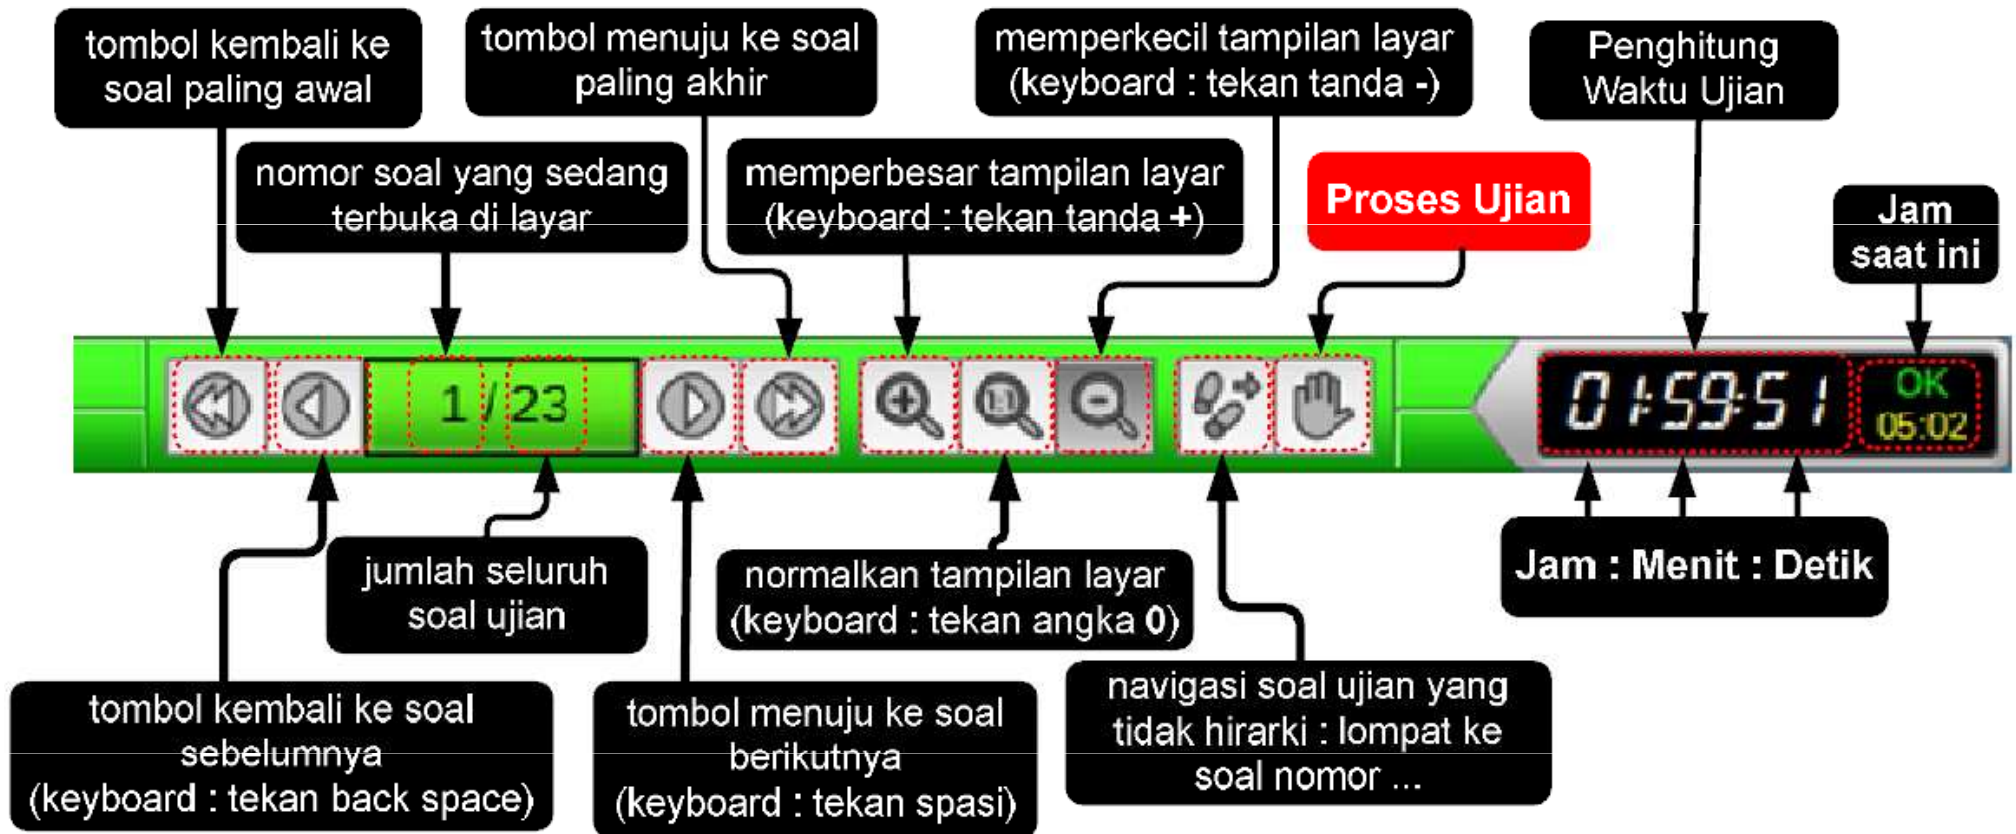 tombol kembali ke
soal paling awal
tombol menuju ke soal
paling akhir
memperkecil tampilan layar
(keyboard : tekan tanda -)
Penghitung
Waktu Ujian
nomor soal yang sedang
terbuka di layar
memperbesar tampilan layar
(keyboard : tekan tanda +)
Proses Ujian
Jam
saat ini
1 / 23
1:1
01:59:51
OK
05:02
jumlah seluruh
soal ujian
normalkan tampilan layar
(keyboard : tekan angka 0)
Jam : Menit : Detik
tombol kembali ke soal
sebelumnya
(keyboard : tekan back space)
tombol menuju ke soal
berikutnya
(keyboard : tekan spasi)
navigasi soal ujian yang
tidak hirarki : lompat ke
soal nomor ...